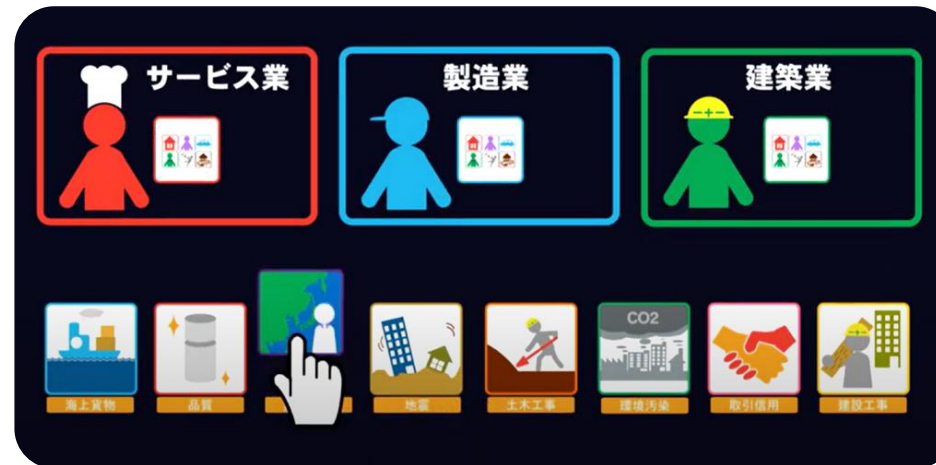 サービス業
製造業
建築業
CO2
海上貨物
品質
地震
土木工事
環境汚染
取引信用
建設工事